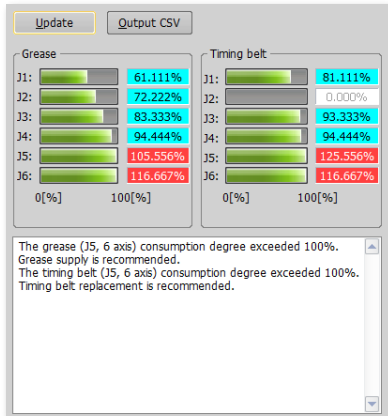 Update Output CSV
Grease
J1: 61.111%
J2: 72.222%
J3: 83.333%
J4: 94.444%
J5: 105.556%
J6: 116.667%
0[%] 100[%]
Timing belt
J1: 81.111%
J2: 0.000%
J3: 93.333%
J4: 94.444%
J5: 125.556%
J6: 116.667%
0[%] 100[%]
The grease (J5, 6 axis) consumption degree exceeded 100%.
Grease supply is recommended.
The timing belt (J5, 6 axis) consumption degree exceeded 100%.
Timing belt replacement is recommended.